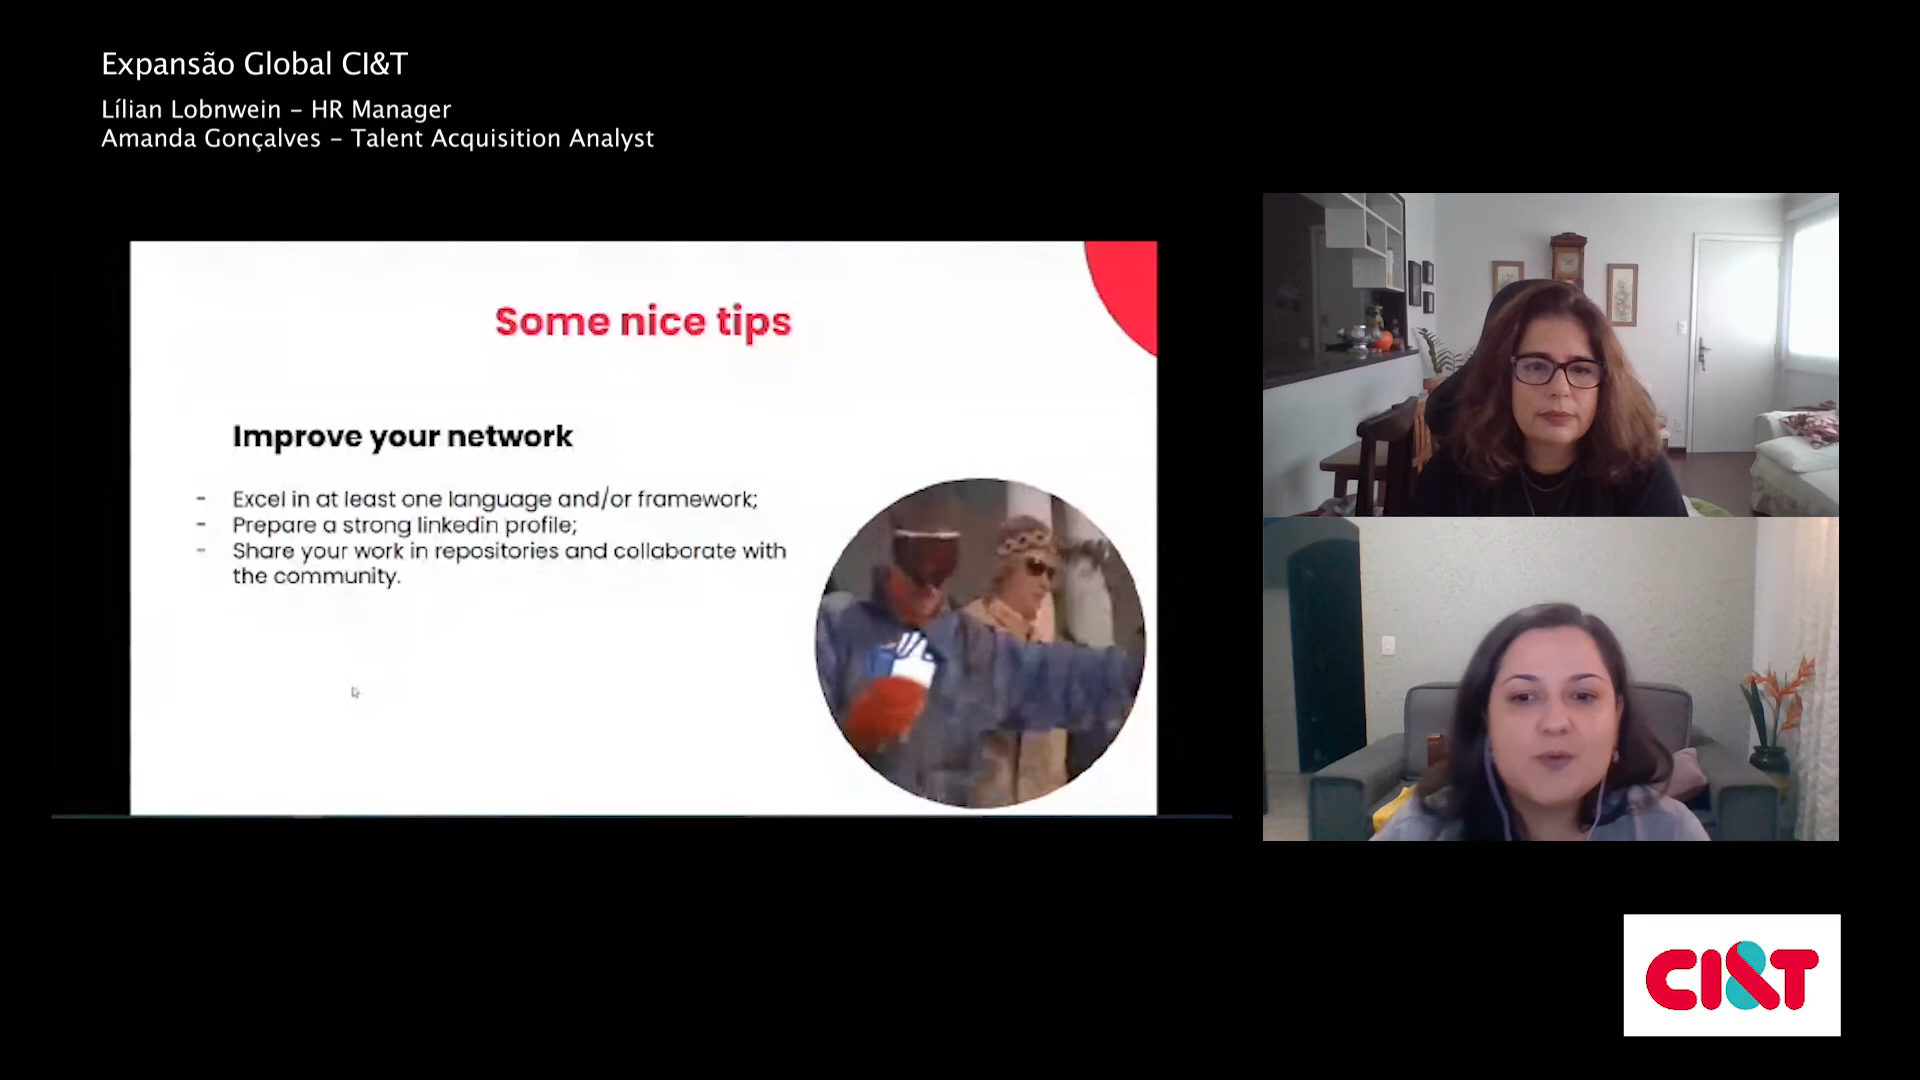 Expansão Global CI&T
Lílian Lobnwein – HR Manager
Amanda Gonçalves – Talent Acquisition Analyst
Some nice tips
Improve your network
- Excel in at least one language and/or framework;
- Prepare a strong linkedin profile;
- Share your work in repositories and collaborate with
the community.
CI&T